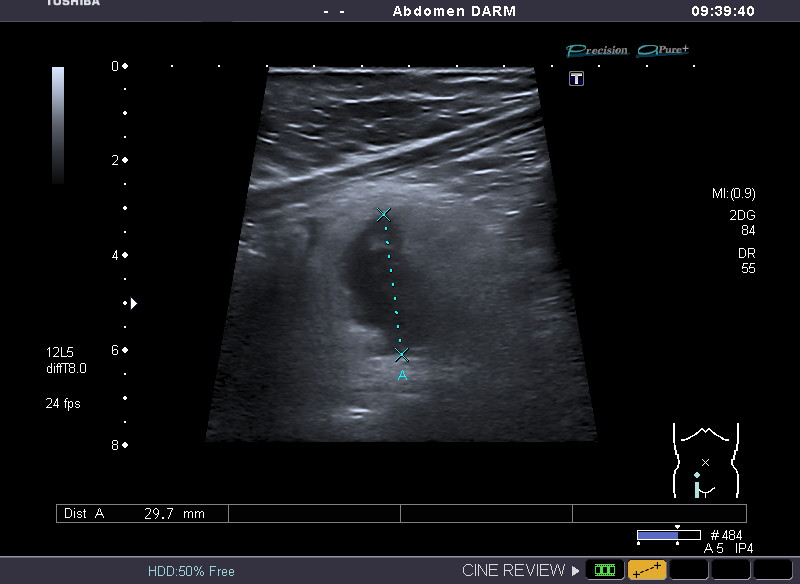 TOSHIBA
- - Abdomen DARM 09:39:40
Precision APure+
T
0
2
4
6
8
MI:(0.9)
2DG
84
DR
55
12L5
diffT8.0
24 fps
A
Dist A 29.7 mm
# 484
A 5 IP4
HDD:50% Free
CINE REVIEW